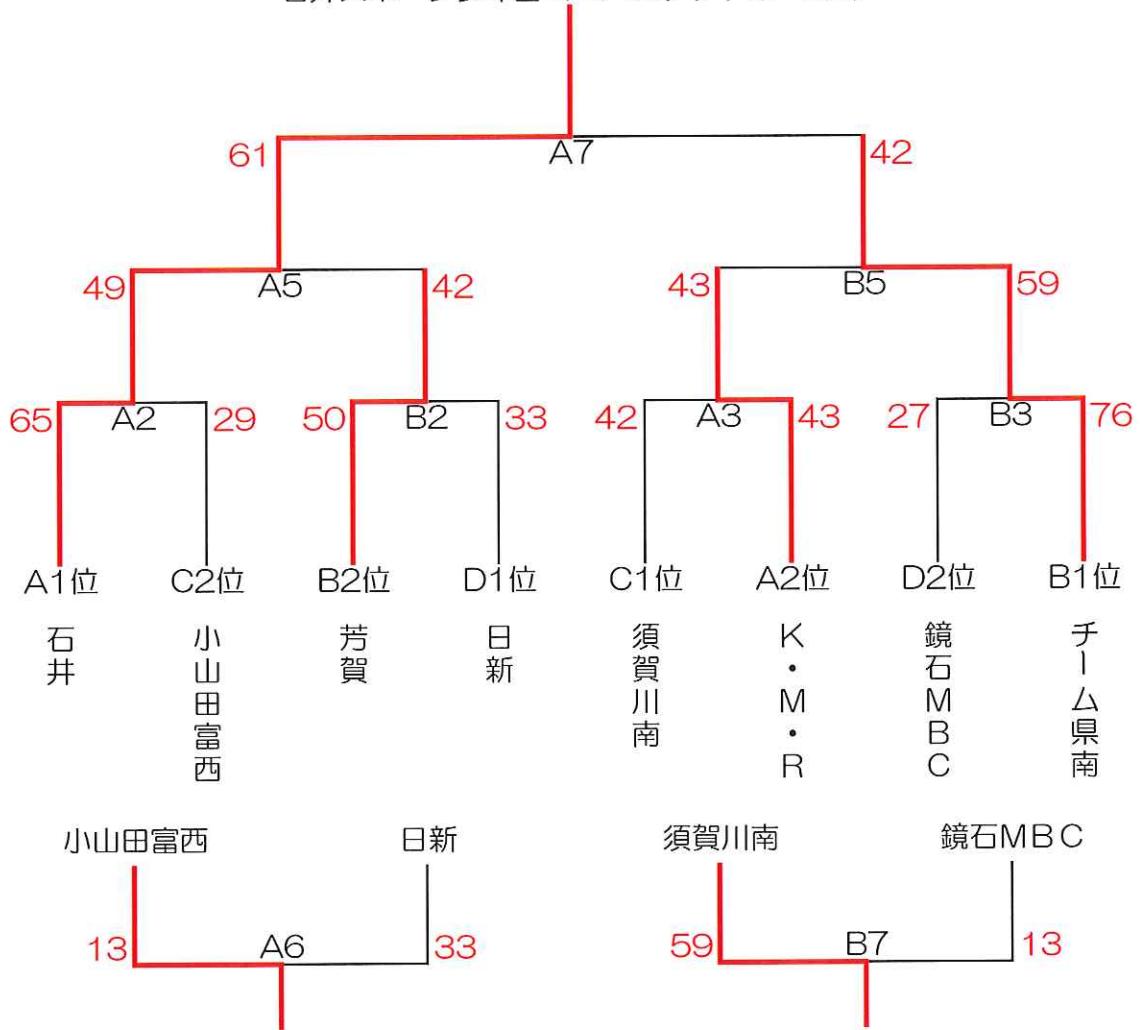 61 A7 42
49 A5 42 43 B5 59
65 A2 29 50 B2 33 42 A3 43 27 B3 76
A1位 C2位 B2位 D1位 C1位 A2位 D2位 B1位
石井
小山田富西
芳賀
日新
須賀川南
K・M・R
鏡石MBC
チーム県南
小山田富西 日新 須賀川南 鏡石MBC
13 A6 33 59 B7 13